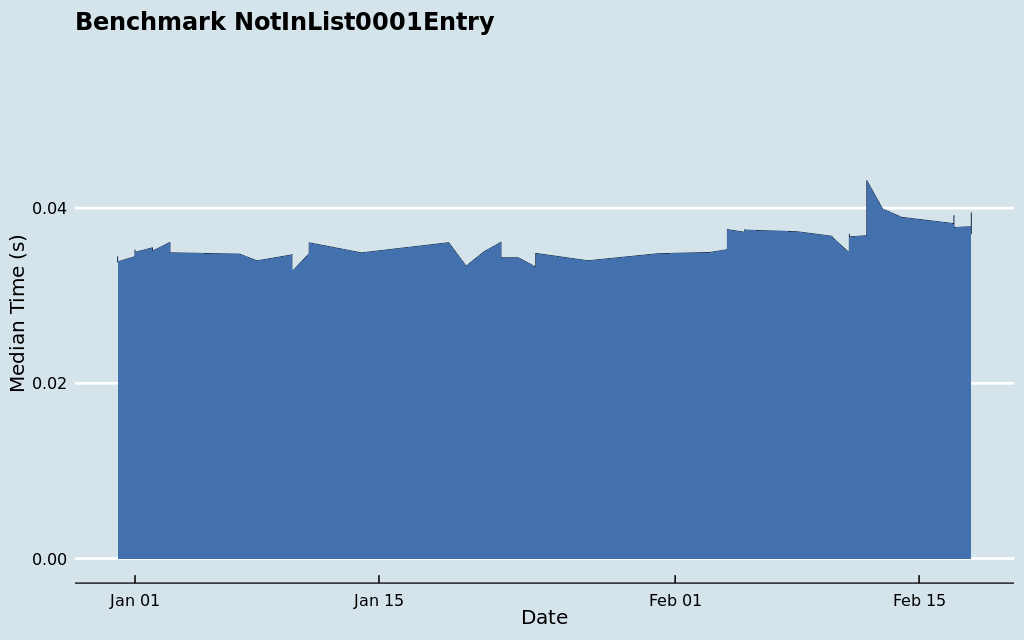 Benchmark NotInList0001Entry
Median Time (s)
0.04
0.02
0.00
Jan 01
Jan 15
Feb 01
Feb 15
Date